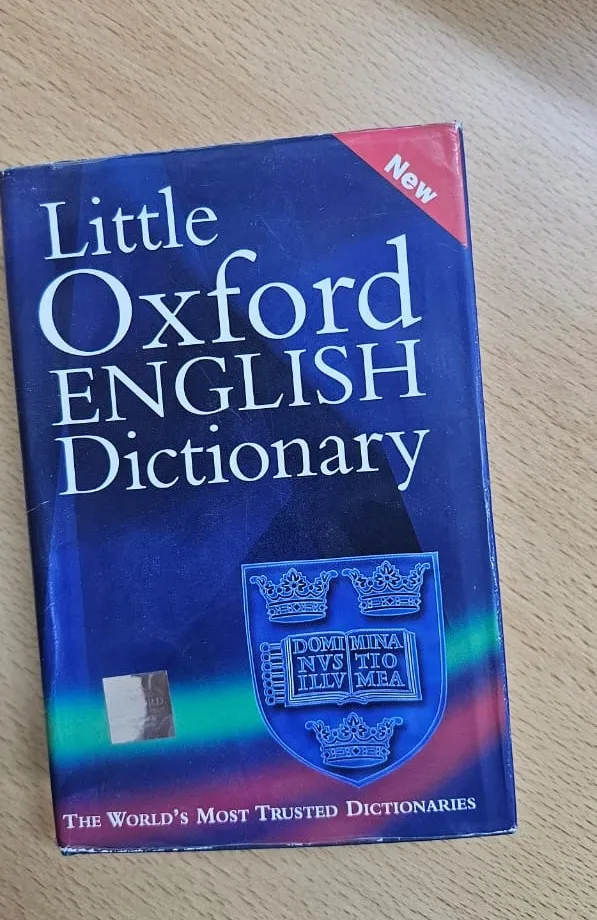 New
Little
Oxford
ENGLISH
Dictionary
DOMI MINA
NVS TIO
ILLV MEA
THE WORLD'S MOST TRUSTED DICTIONARIES